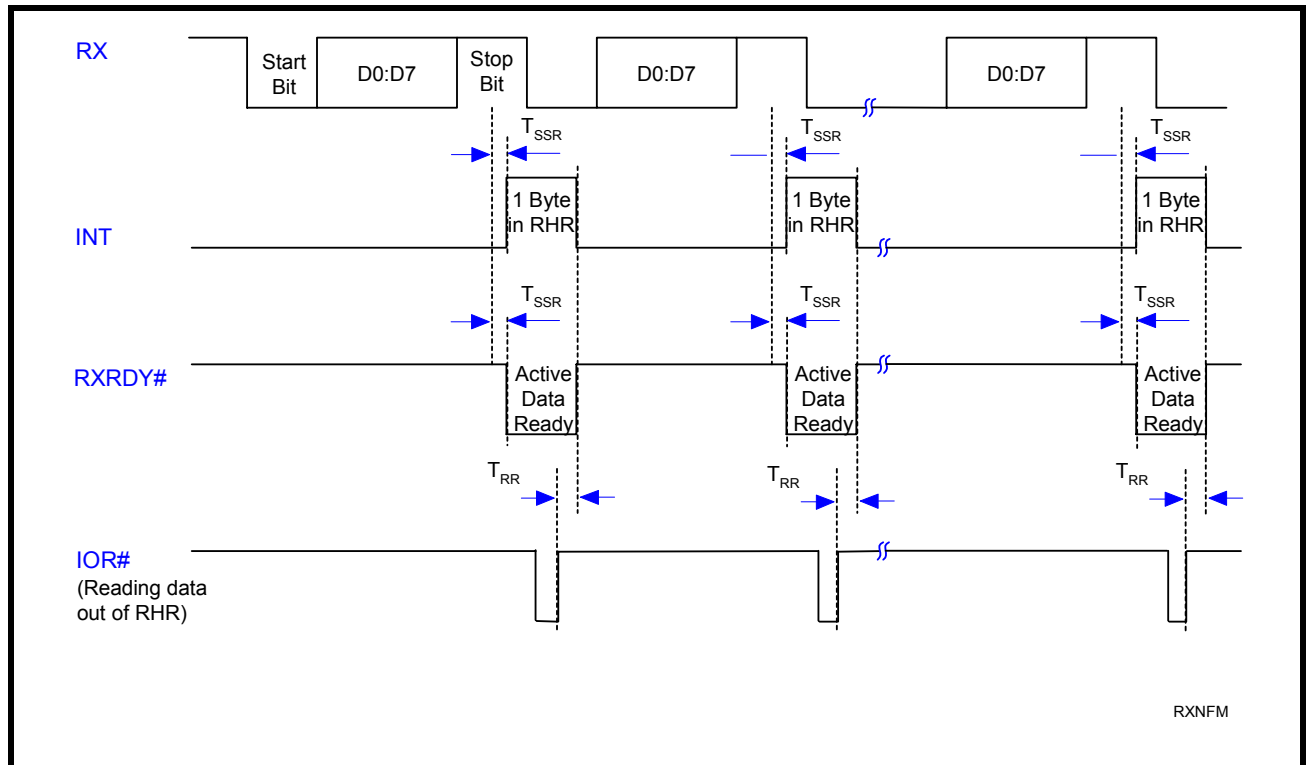 RX
Start
Bit
D0:D7
Stop
Bit
D0:D7
D0:D7
TSSR
TSSR
TSSR
INT
1 Byte
in RHR
1 Byte
in RHR
1 Byte
in RHR
TSSR
TSSR
TSSR
RXRDY#
Active
Data
Ready
Active
Data
Ready
Active
Data
Ready
TRR
TRR
TRR
IOR#
(Reading data
out of RHR)
RXNFM